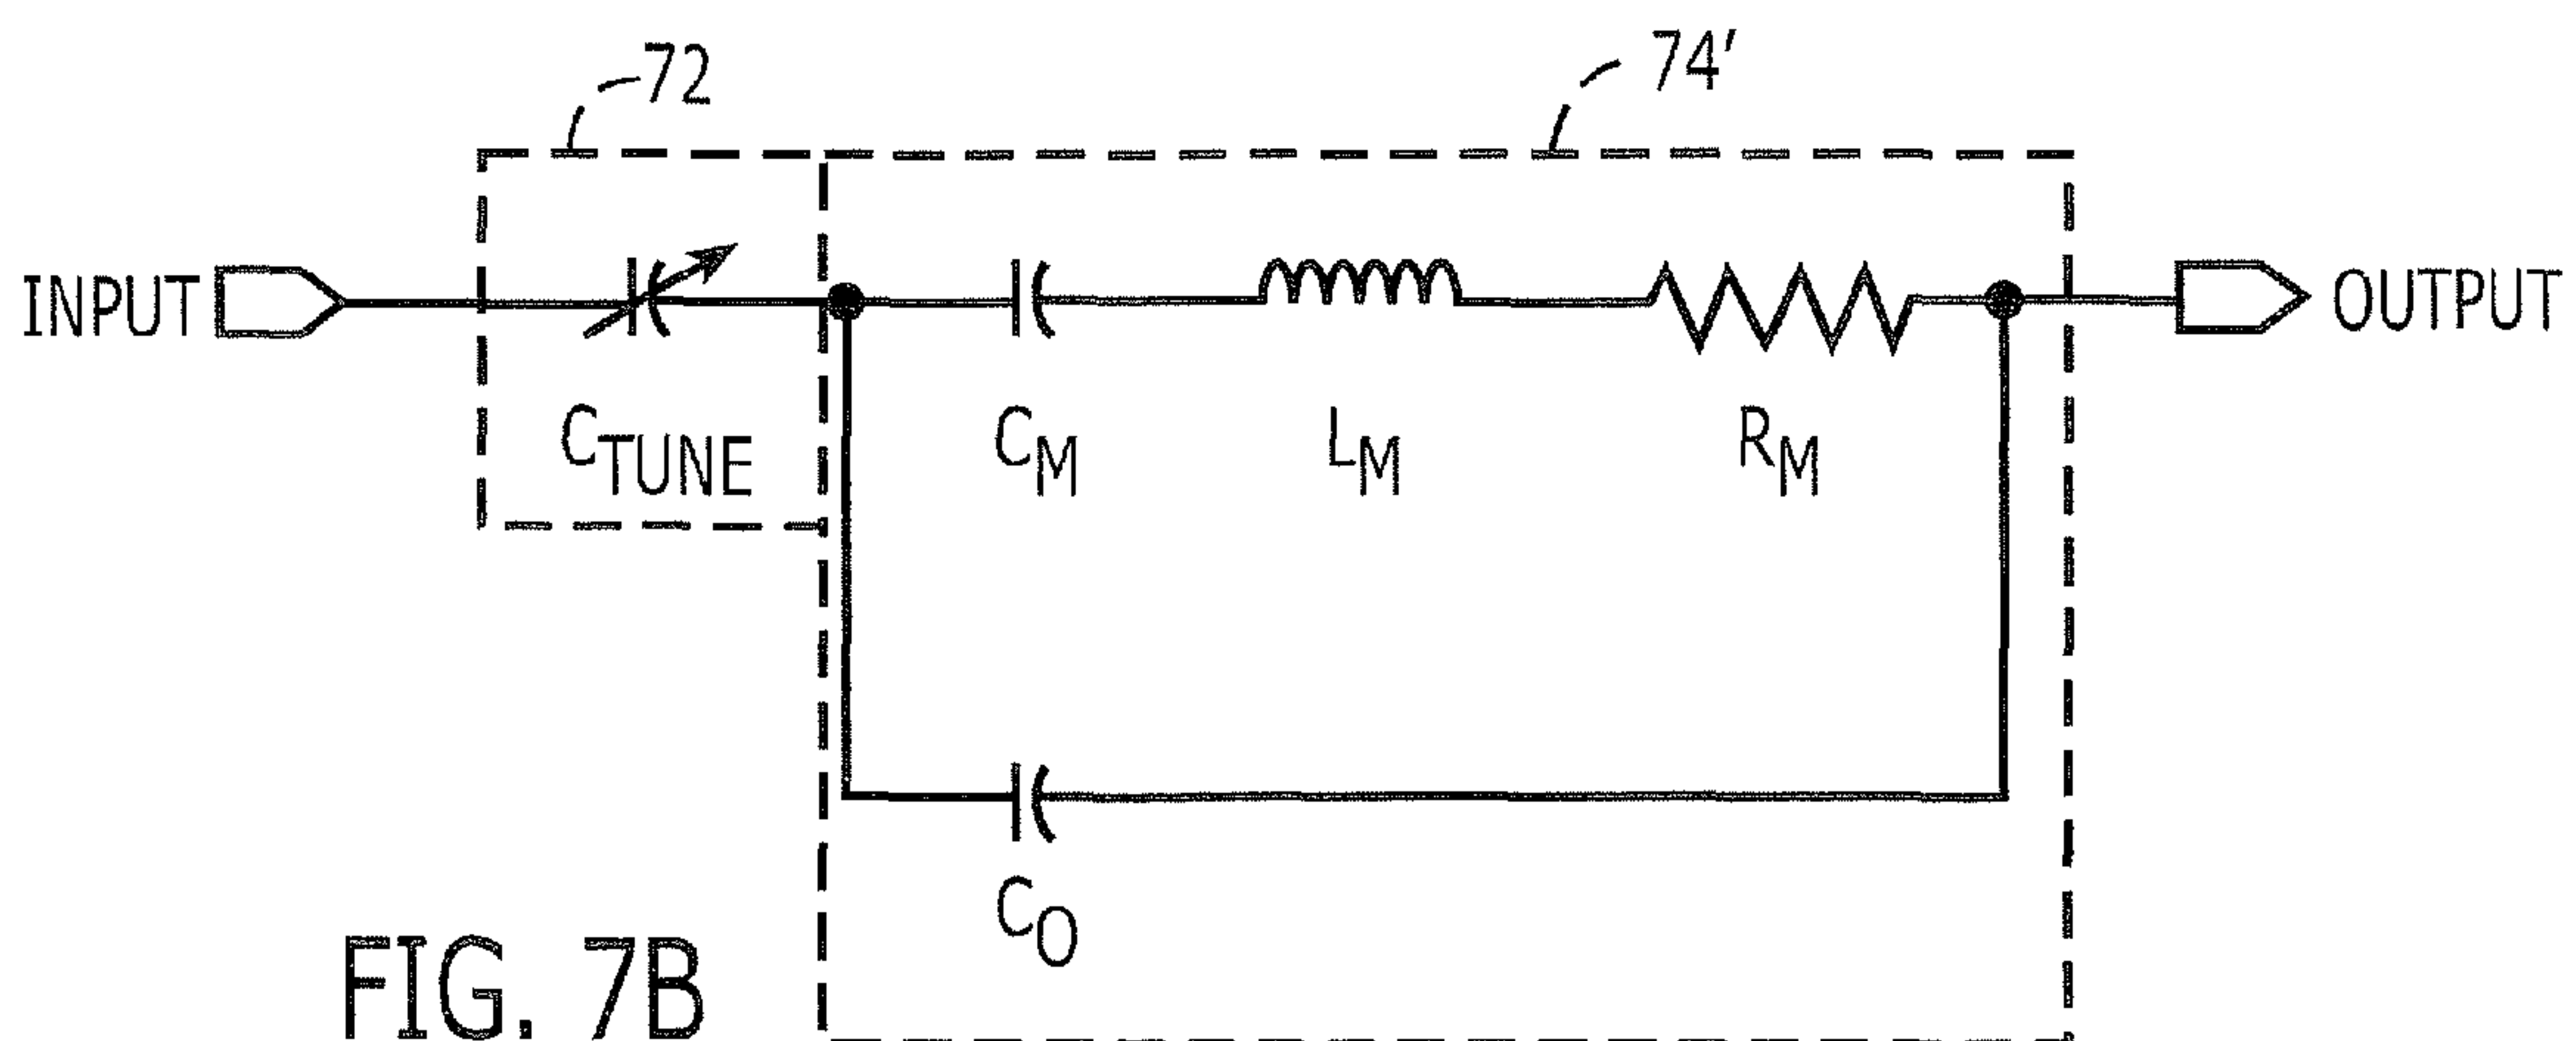 72
74'
INPUT
OUTPUT
CTUNE
CM
LM
RM
CO
FIG. 7B